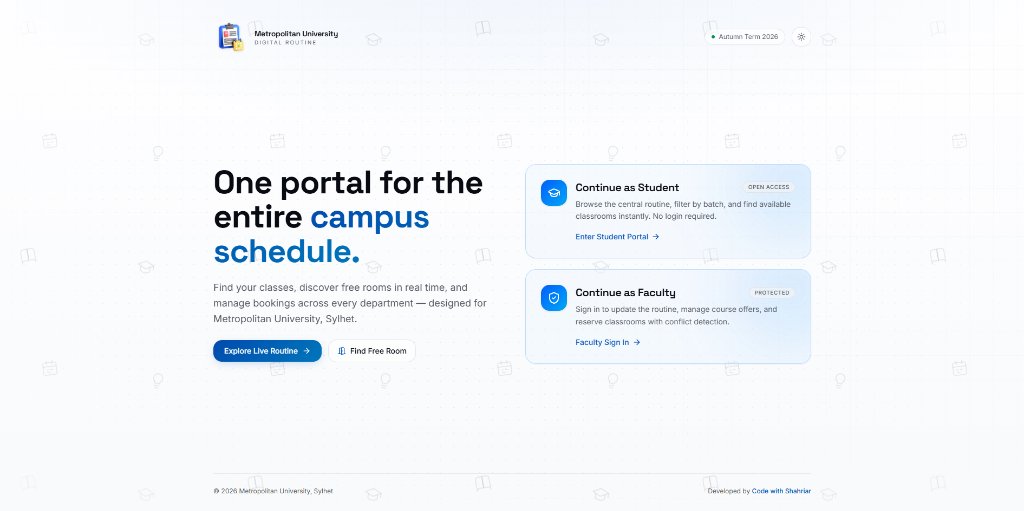 Metropolitan University
DIGITAL ROUTINE
Autumn Term 2026
One portal for the
entire campus
schedule.
Find your classes, discover free rooms in real time, and
manage bookings across every department — designed for
Metropolitan University, Sylhet.
Explore Live Routine →
Find Free Room
Continue as Student
OPEN ACCESS
Browse the central routine, filter by batch, and find available
classrooms instantly. No login required.
Enter Student Portal →
Continue as Faculty
PROTECTED
Sign in to update the routine, manage course offers, and
reserve classrooms with conflict detection.
Faculty Sign In →
© 2026 Metropolitan University, Sylhet
Developed by Code with Shahriar